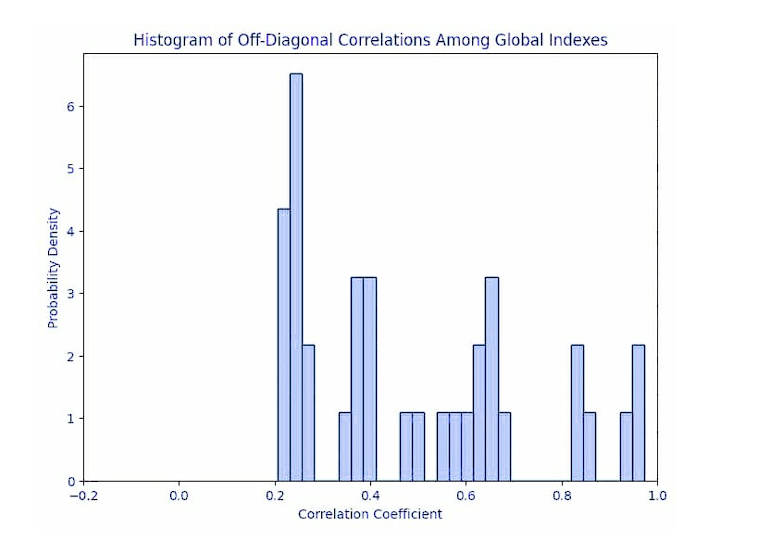 Histogram of Off-Diagonal Correlations Among Global Indexes
Probability Density
6
5
4
3
2
1
0
−0.2 0.0 0.2 0.4 0.6 0.8 1.0
Correlation Coefficient